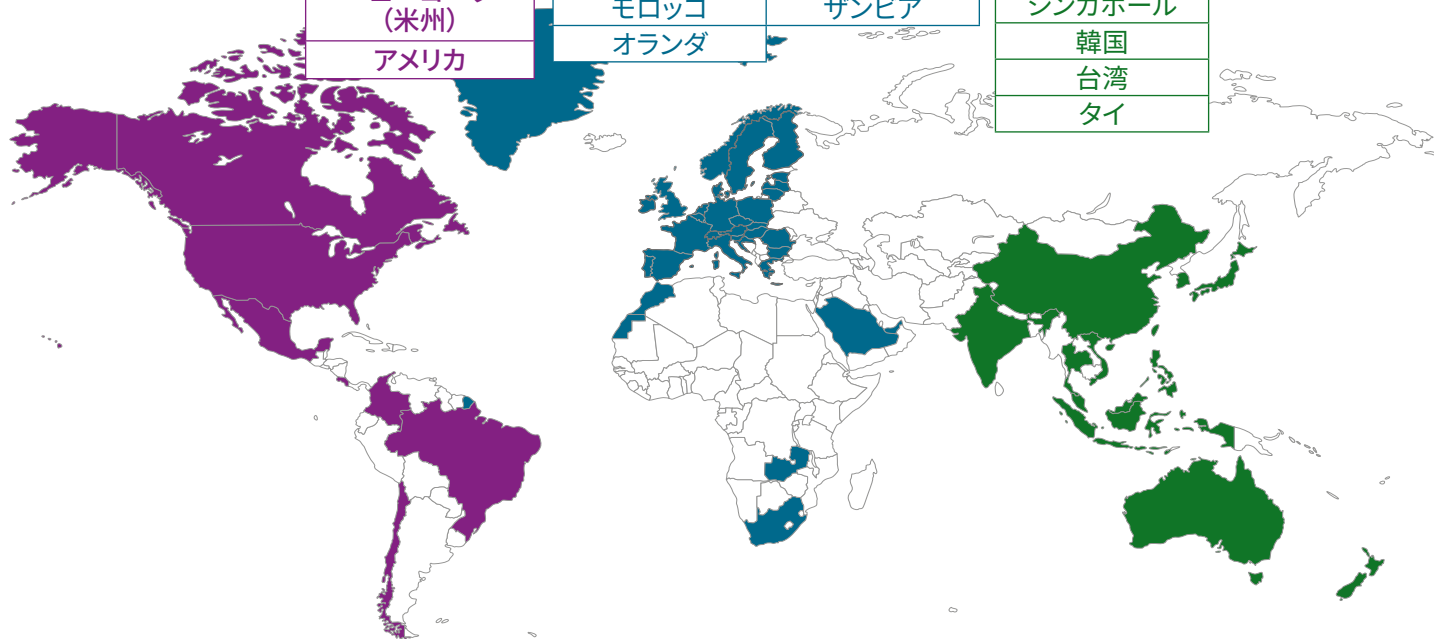 （米州）
アメリカ
モロッコ
オランダ
ザンビア
シンガポール
韓国
台湾
タイ